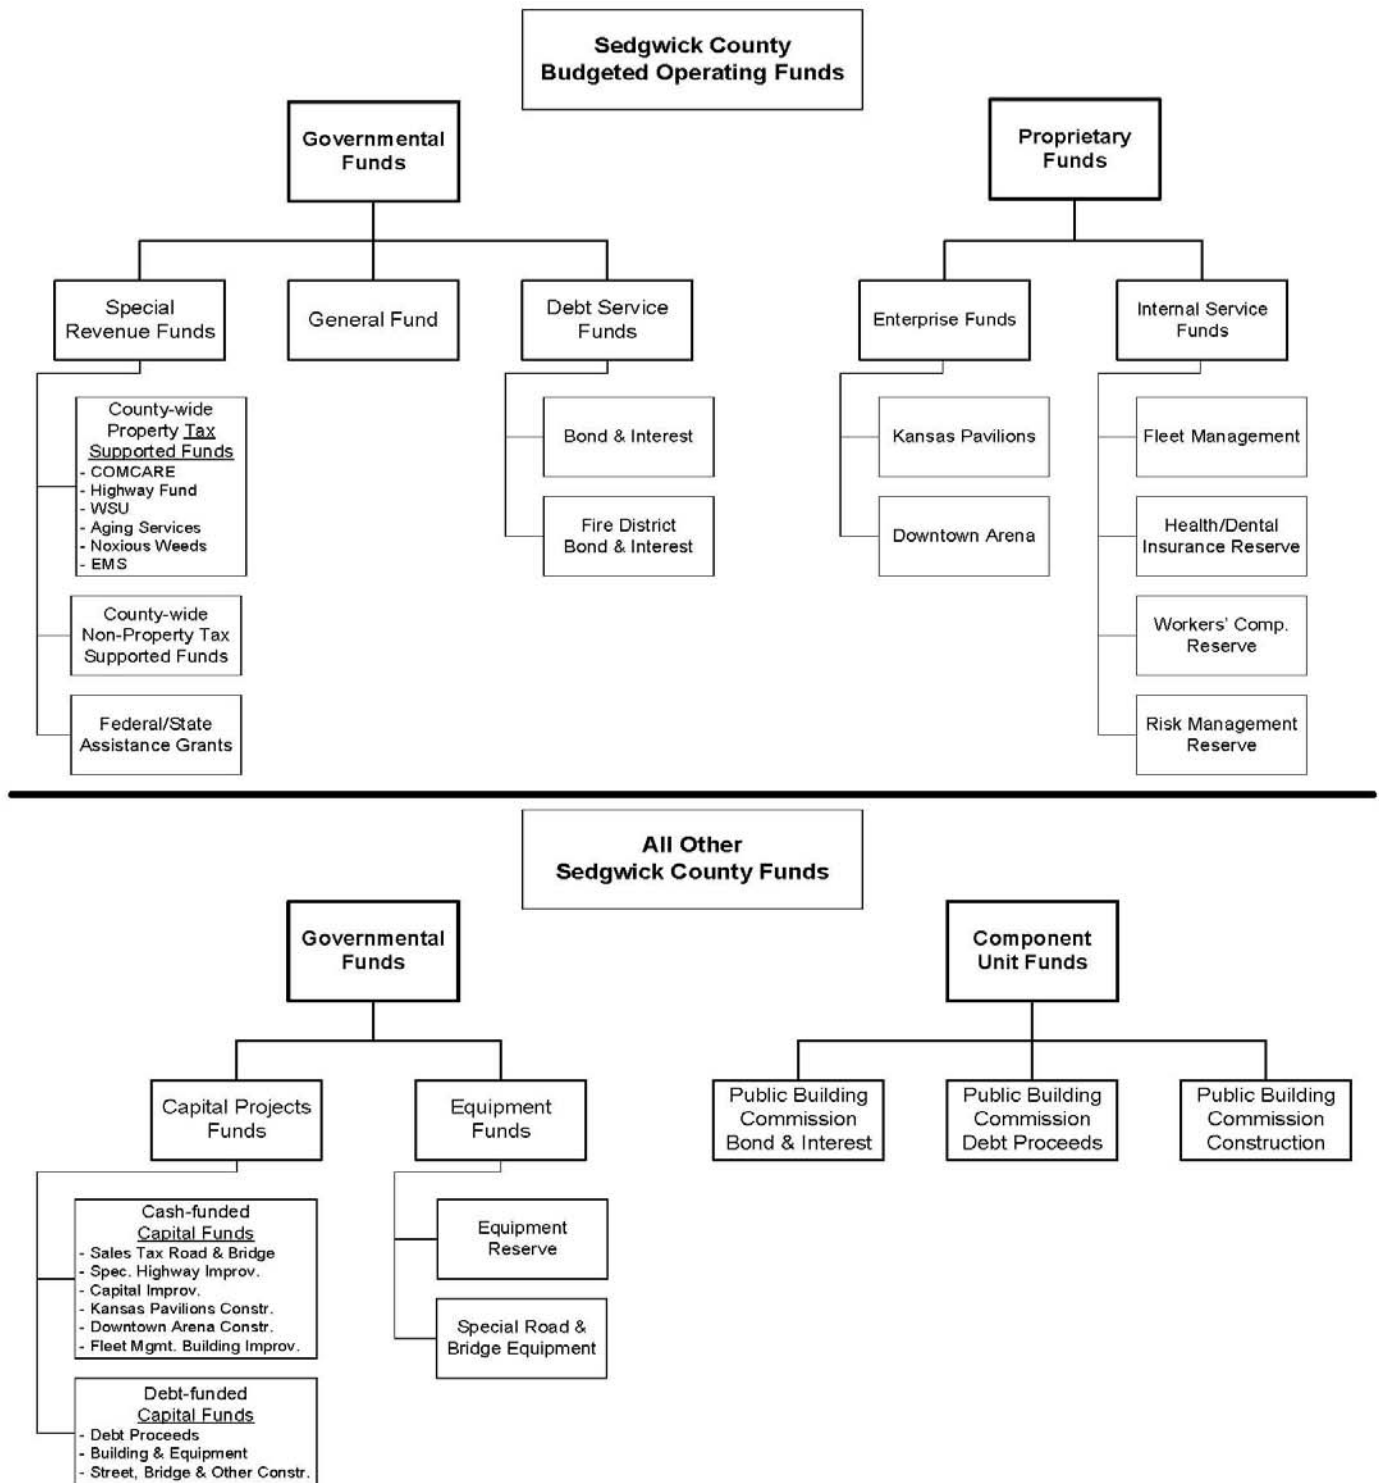 Sedgwick County
Budgeted Operating Funds
Governmental
Funds
Proprietary
Funds
Special
Revenue Funds
General Fund
Debt Service
Funds
Enterprise Funds
Internal Service
Funds
County-wide
Property Tax
Supported Funds
- COMCARE
- Highway Fund
- WSU
- Aging Services
- Noxious Weeds
- EMS
County-wide
Non-Property Tax
Supported Funds
Federal/State
Assistance Grants
Bond & Interest
Fire District
Bond & Interest
Kansas Pavilions
Downtown Arena
Fleet Management
Health/Dental
Insurance Reserve
Workers' Comp.
Reserve
Risk Management
Reserve
All Other
Sedgwick County Funds
Governmental
Funds
Component
Unit Funds
Capital Projects
Funds
Equipment
Funds
Public Building
Commission
Bond & Interest
Public Building
Commission
Debt Proceeds
Public Building
Commission
Construction
Cash-funded
Capital Funds
- Sales Tax Road & Bridge
- Spec. Highway Improv.
- Capital Improv.
- Kansas Pavilions Constr.
- Downtown Arena Constr.
- Fleet Mgmt. Building Improv.
Debt-funded
Capital Funds
- Debt Proceeds
- Building & Equipment
- Street, Bridge & Other Constr.
Equipment
Reserve
Special Road &
Bridge Equipment